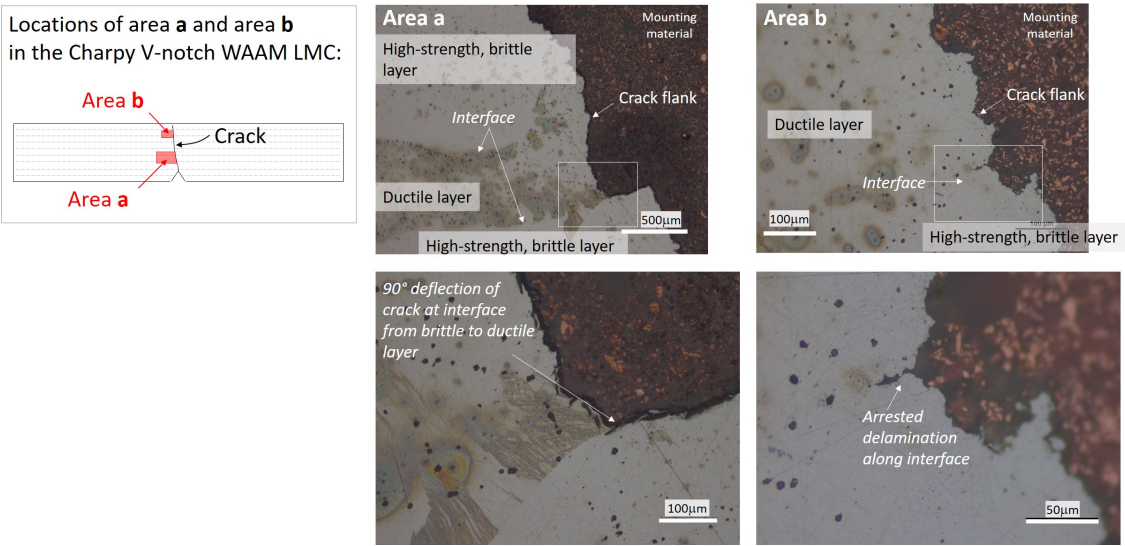 Locations of area a and area b
in the Charpy V-notch WAAM LMC:
Area b
Crack
Area a
Area a
Mounting
material
High-strength, brittle
layer
Crack flank
Interface
Ductile layer
500μm
High-strength, brittle layer
Area b
Mounting
material
Crack flank
Ductile layer
Interface
100μm
100 μm
High-strength, brittle layer
90° deflection of
crack at interface
from brittle to ductile
layer
100μm
Arrested
delamination
along interface
50μm